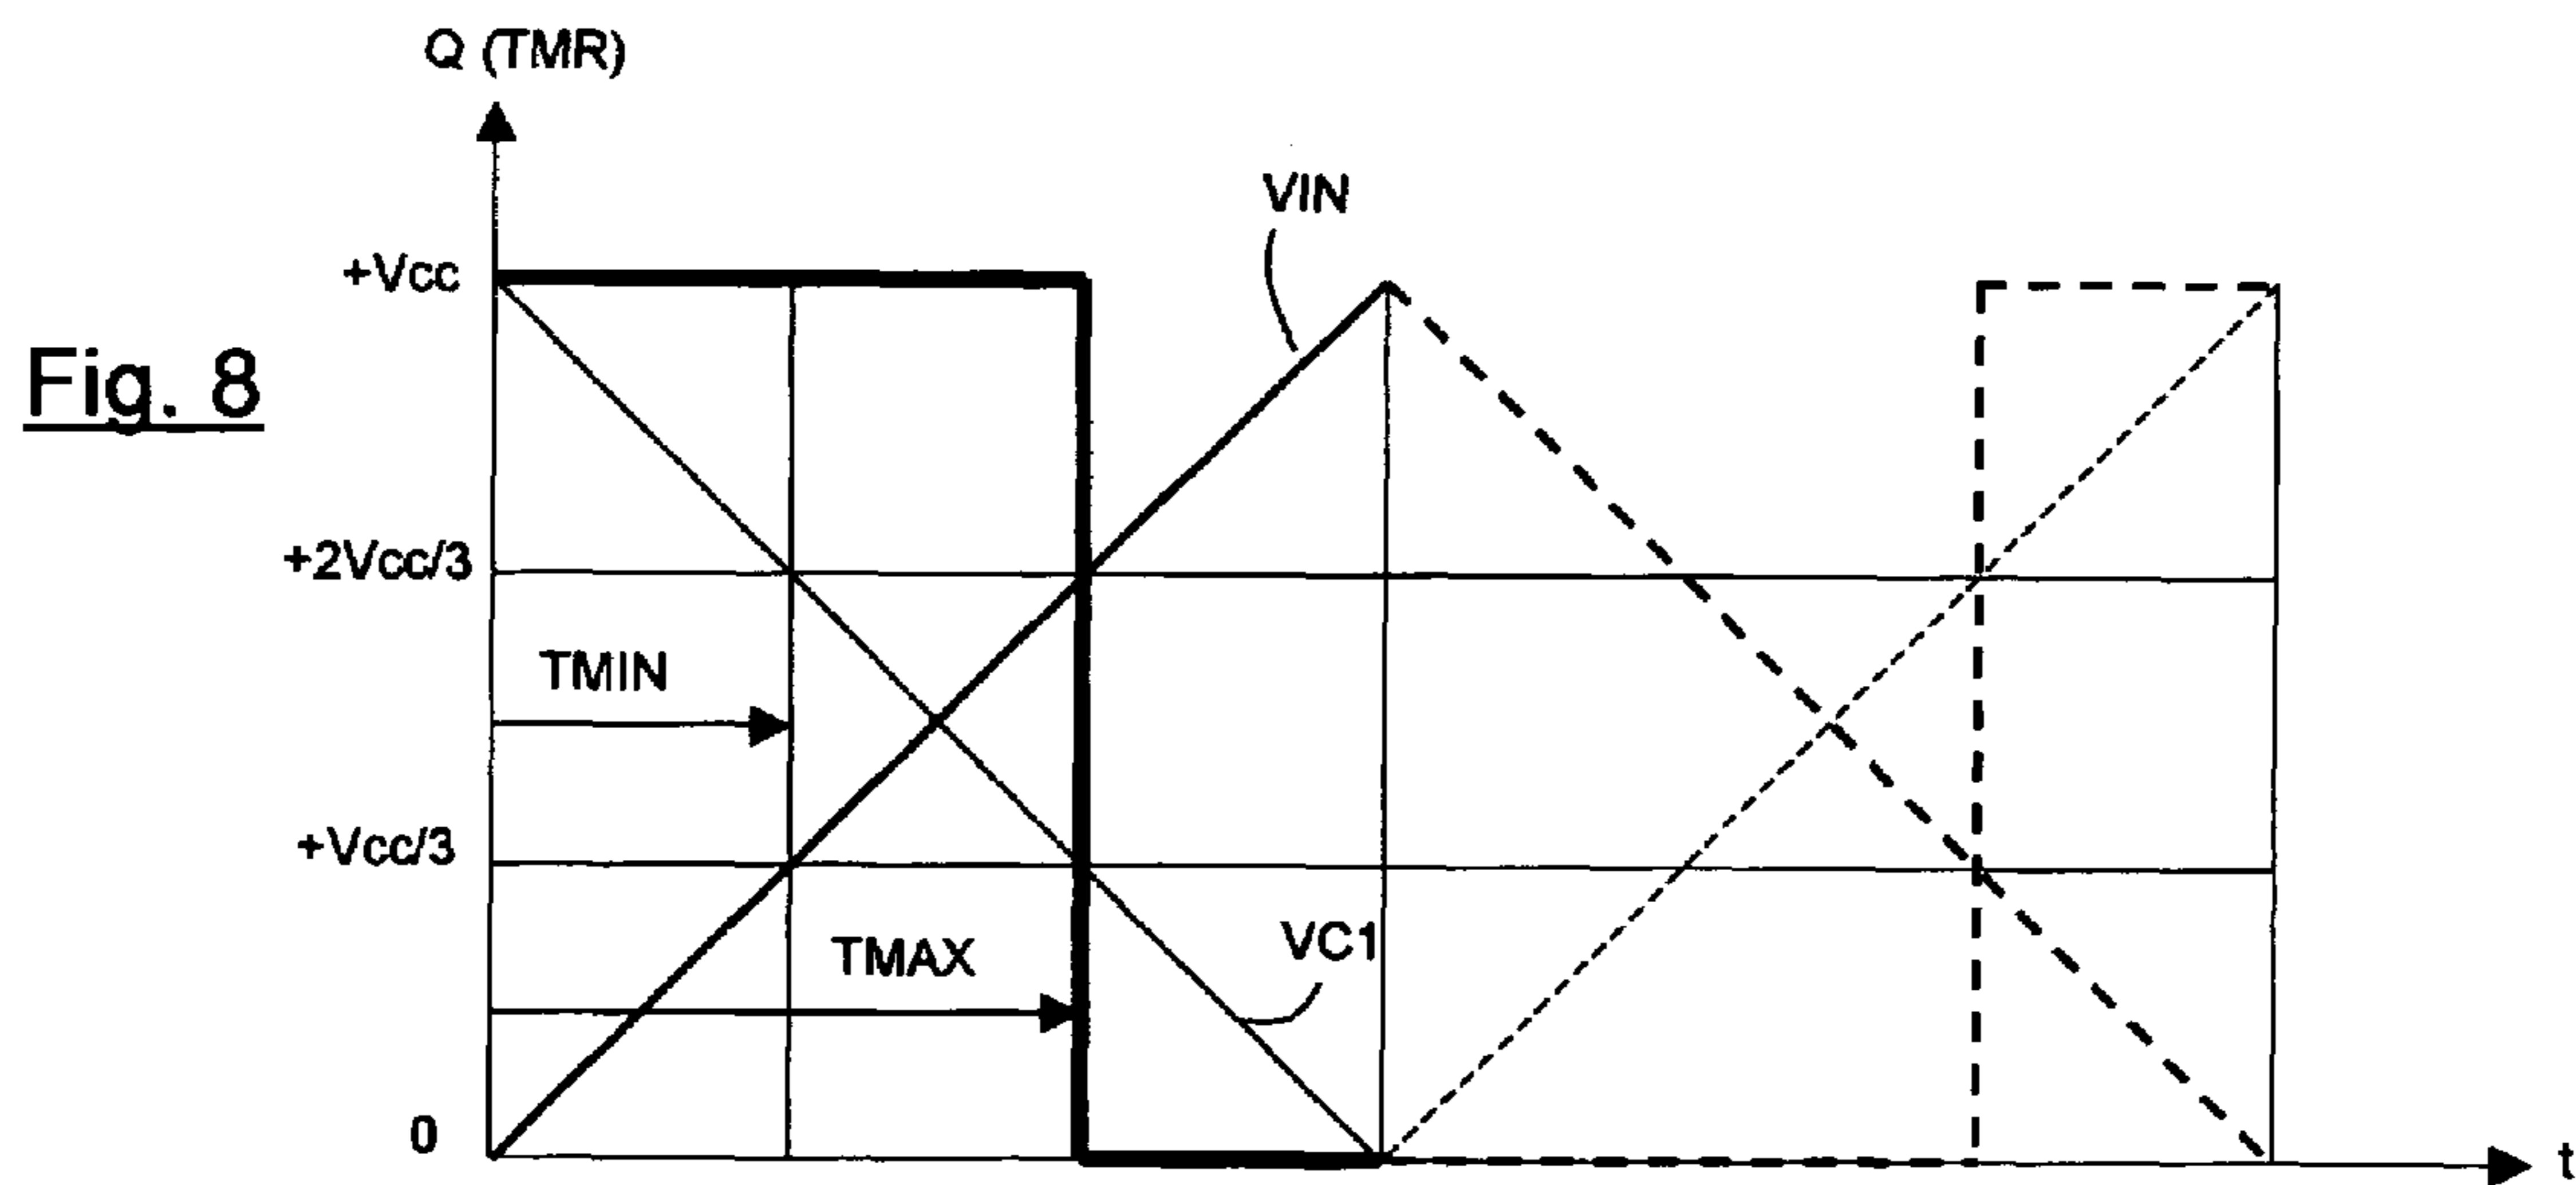 Q (TMR)
VIN
+Vcc
Fig. 8
+2Vcc/3
TMIN
+Vcc/3
TMAX
VC1
0
t